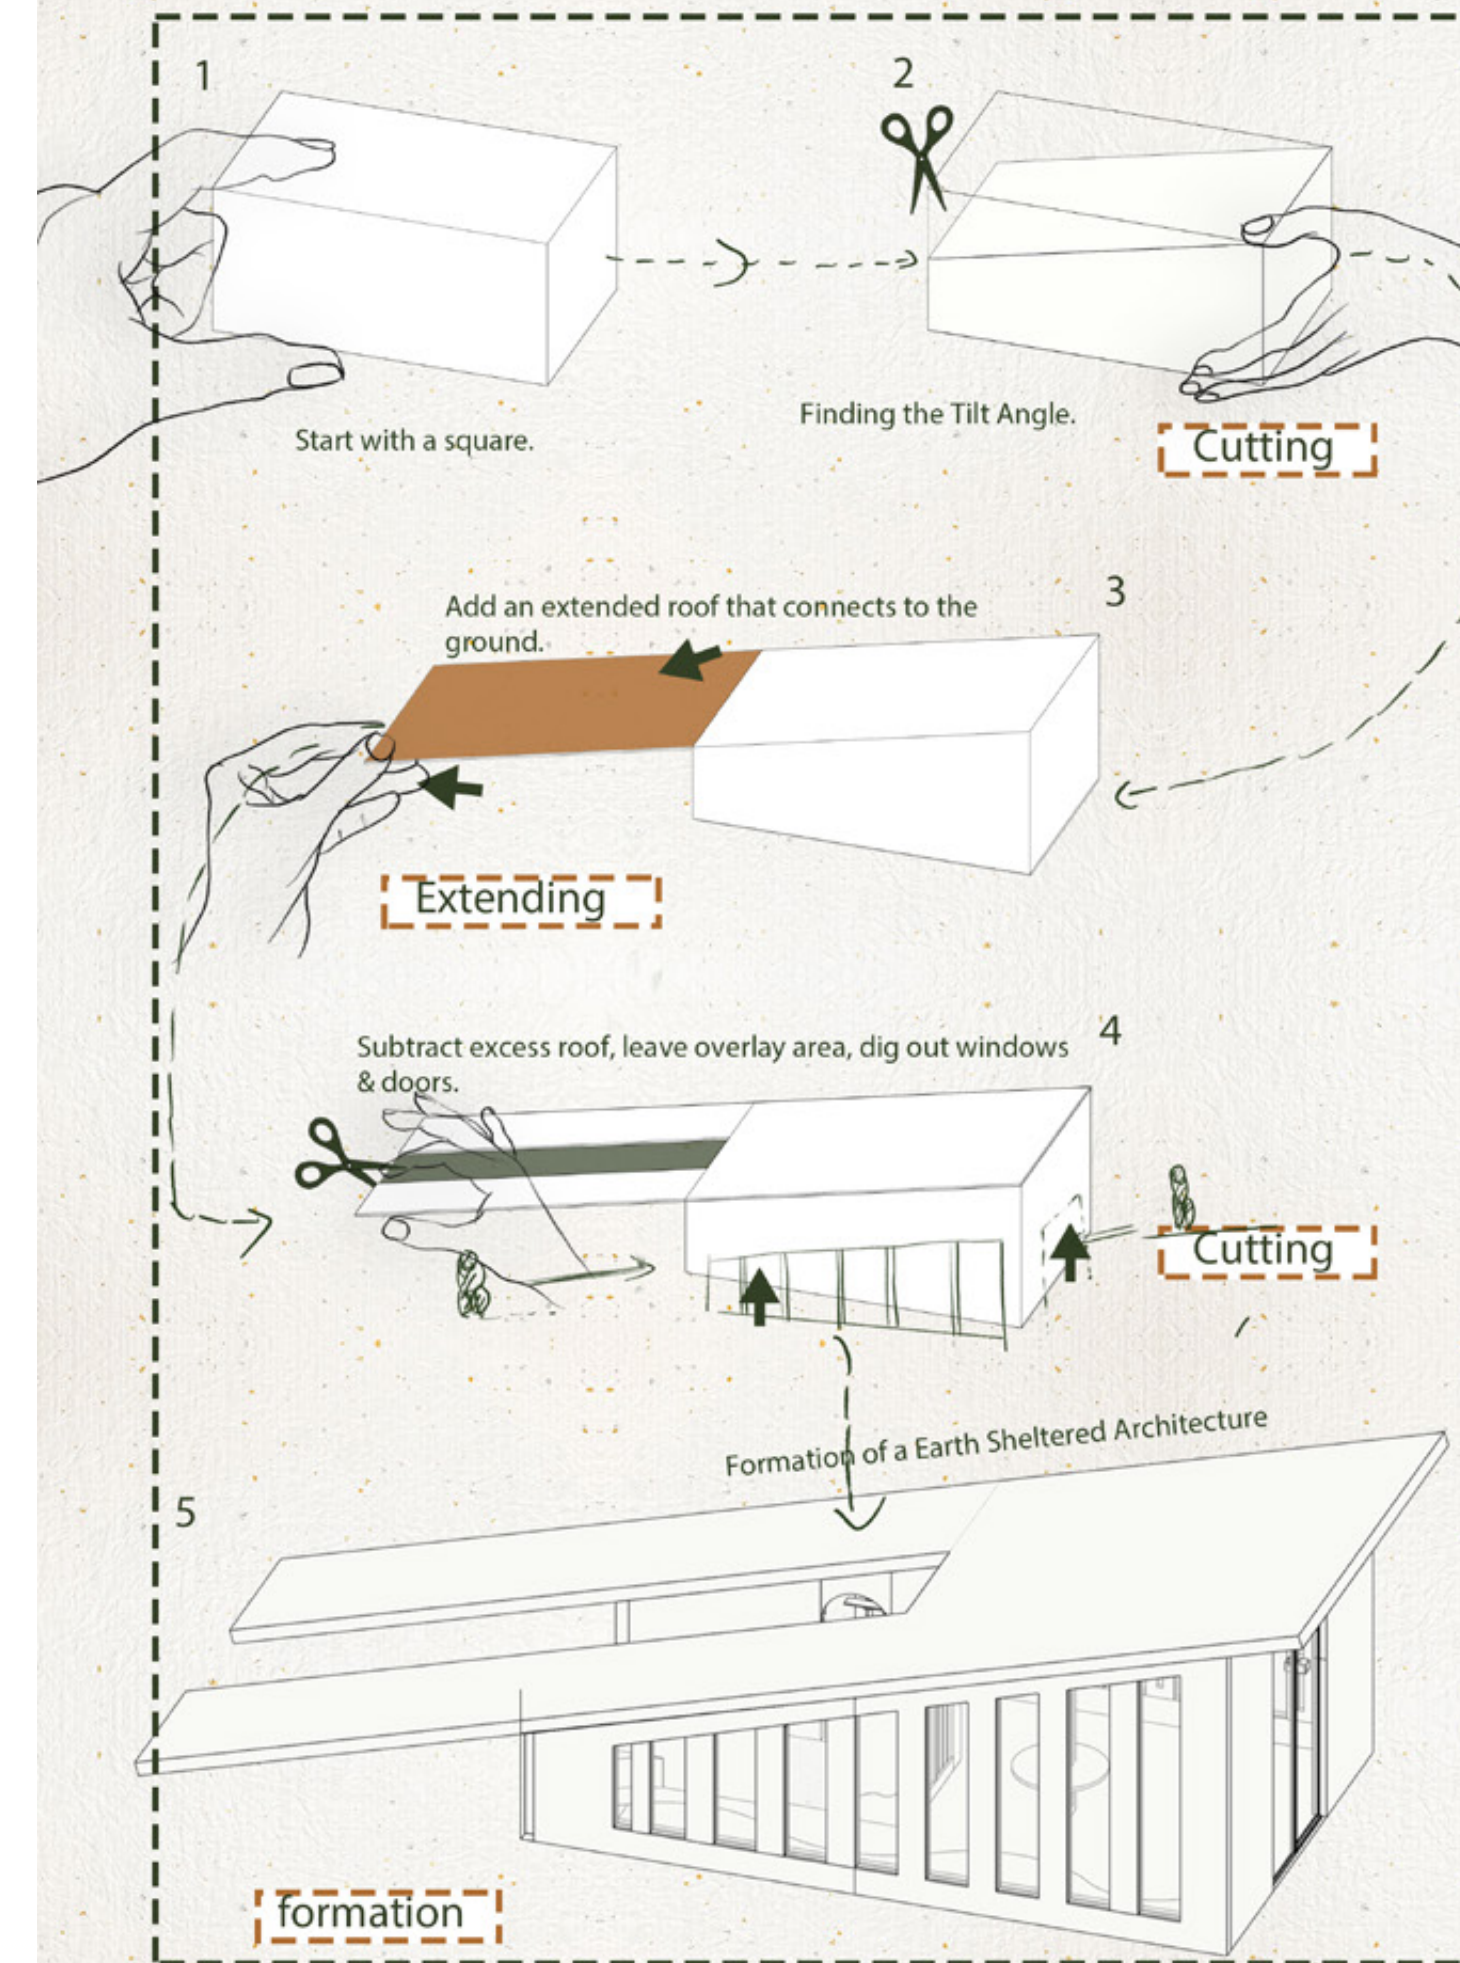 1
2
Start with a square.
Finding the Tilt Angle.
Cutting
3
Add an extended roof that connects to the
ground.
Extending
4
Subtract excess roof, leave overlay area, dig out windows
& doors.
Cutting
Formation of a Earth Sheltered Architecture
5
formation